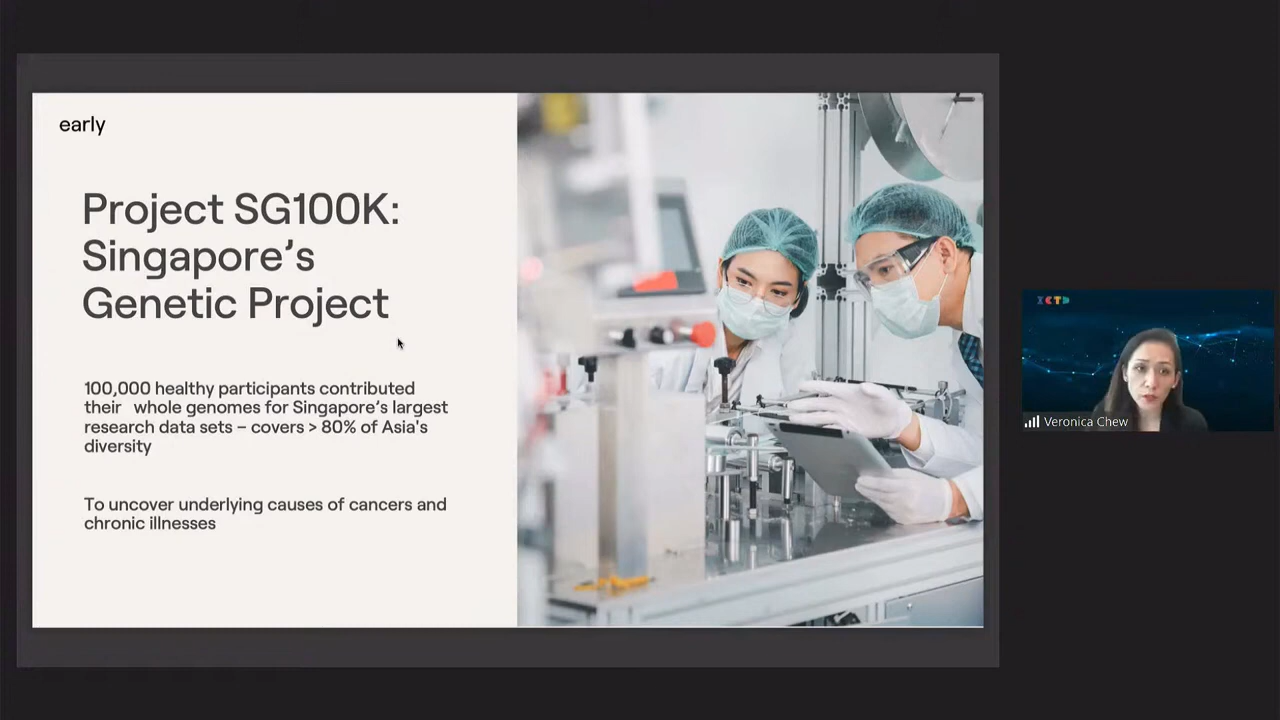 early
Project SG100K:
Singapore’s
Genetic Project
100,000 healthy participants contributed
their whole genomes for Singapore’s largest
research data sets – covers > 80% of Asia's
diversity
To uncover underlying causes of cancers and
chronic illnesses
ICTD
Veronica Chew